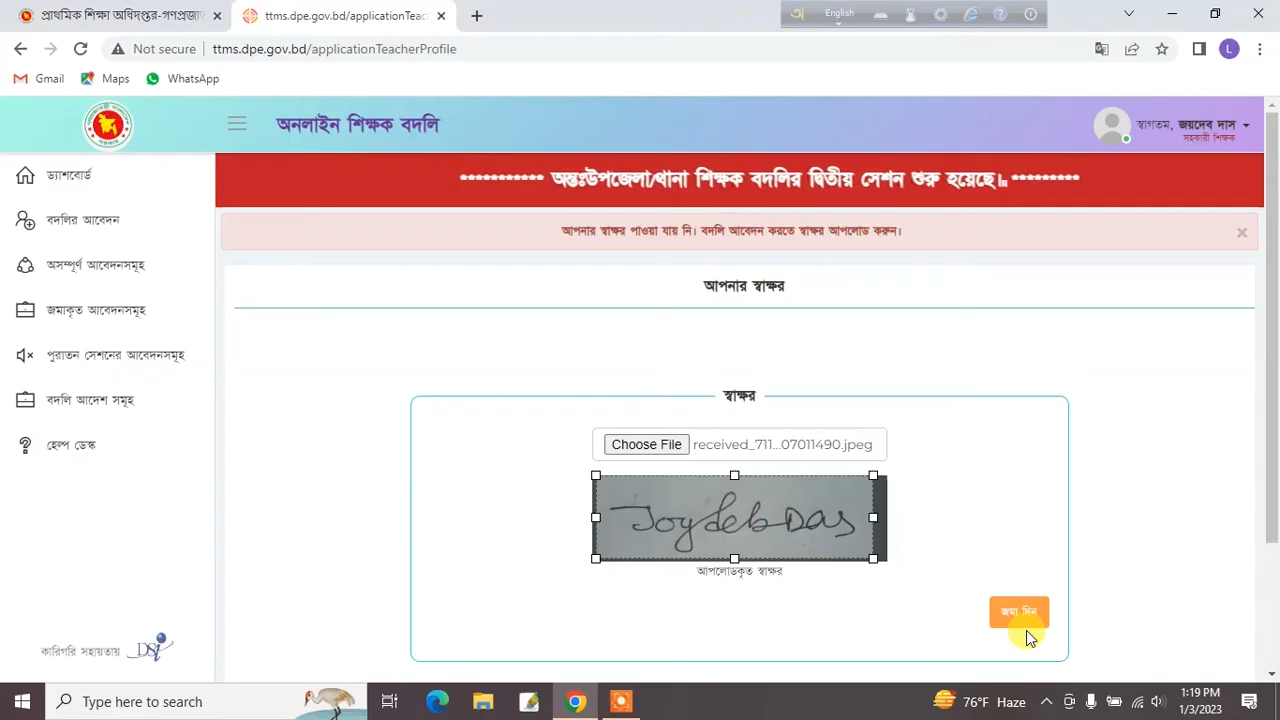 প্রাথমিক শিক্ষা অধিদপ্তর-গণপ্রজাত
ttms.dpe.gov.bd/applicationTeac
English
Not secure
ttms.dpe.gov.bd/applicationTeacherProfile
L
Gmail
Maps
WhatsApp
অনলাইন শিক্ষক বদলি
স্বাগতম, জয়দেব দাস
সহকারী শিক্ষক
*********** অন্তঃউপজেলা/থানা শিক্ষক বদলির দ্বিতীয় সেশন শুরু হয়েছে।। *********
ড্যাশবোর্ড
বদলির আবেদন
অসম্পূর্ণ আবেদনসমূহ
জমাকৃত আবেদনসমূহ
পুরাতন সেশনের আবেদনসমূহ
বদলি আদেশ সমূহ
হেল্প ডেস্ক
আপনার স্বাক্ষর পাওয়া যায় নি। বদলি আবেদন করতে স্বাক্ষর আপলোড করুন।
আপনার স্বাক্ষর
স্বাক্ষর
Choose File received_711...07011490.jpeg
Joydeb Das
আপলোডকৃত স্বাক্ষর
জমা দিন
কারিগরি সহায়তায় DSi
Type here to search
76°F Haze
1:19 PM
1/3/2023